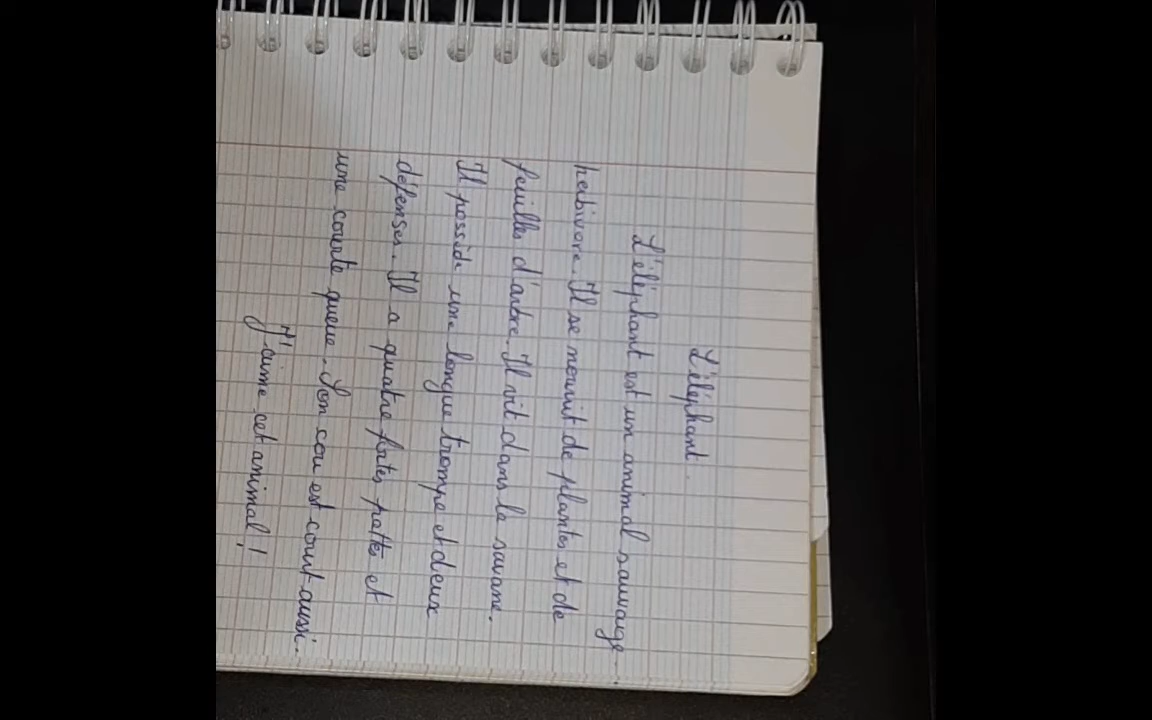 L'éléphant.
L'éléphant est un animal sauvage.
herbivore. Il se nourrit de plantes et de
feuilles d'arbre. Il vit dans la savane.
Il possède une longue trompe et deux
défenses. Il a quatre fortes pattes et
une courte queue. Son cou est court aussi.
J'aime cet animal!